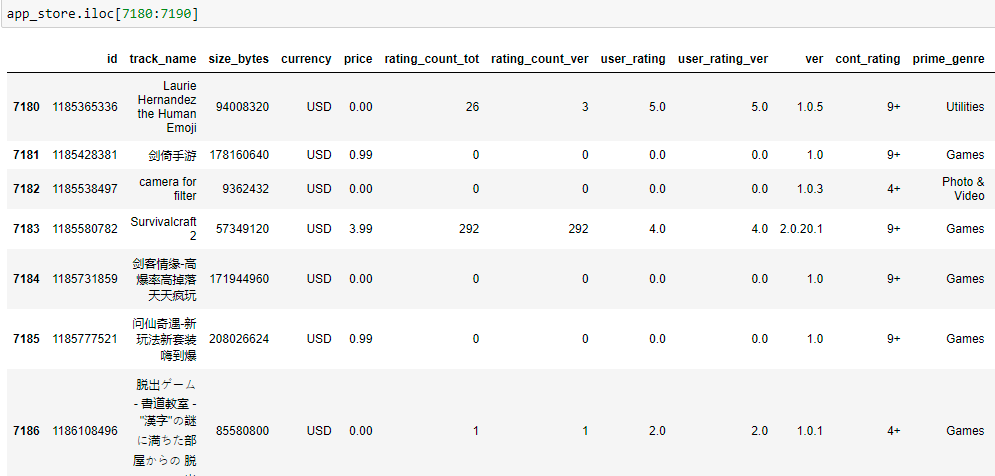 app_store.iloc[7180:7190]
id track_name size_bytes currency price rating_count_tot rating_count_ver user_rating user_rating_ver ver cont_rating prime_genre
Laurie
Hernandez
the Human
Emoji
7180 1185365336 94008320 USD 0.00 26 3 5.0 5.0 1.0.5 9+ Utilities
7181 1185428381 剑倚手游 178160640 USD 0.99 0 0 0.0 0.0 1.0 9+ Games
camera for
filter
7182 1185538497 9362432 USD 0.00 0 0 0.0 0.0 1.0.3 4+ Photo &
Video
Survivalcraft
2
7183 1185580782 57349120 USD 3.99 292 292 4.0 4.0 2.0.20.1 9+ Games
剑客情缘-高
爆率高掉落
天天疯玩
7184 1185731859 171944960 USD 0.00 0 0 0.0 0.0 1.0 9+ Games
问仙奇遇-新
玩法新套装
嗨到爆
7185 1185777521 208026624 USD 0.99 0 0 0.0 0.0 1.0 9+ Games
脱出ゲーム
- 書道教室 -
"漢字"の謎
に満ちた部
屋からの 脱
7186 1186108496 85580800 USD 0.00 1 1 2.0 2.0 1.0.1 4+ Games